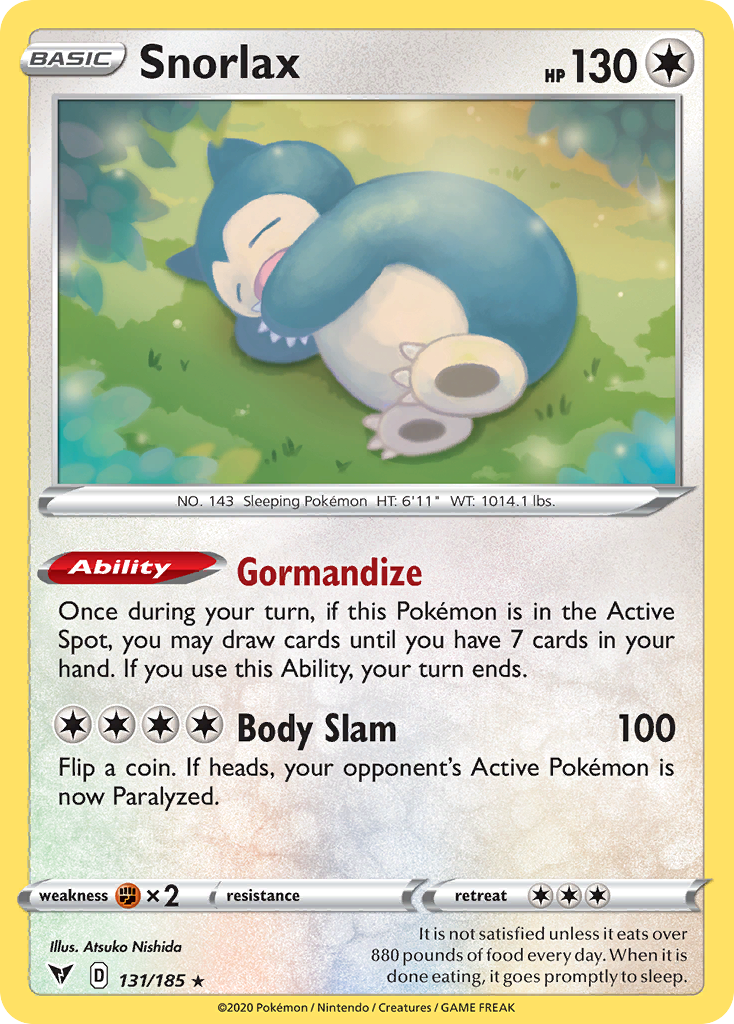 BASIC Snorlax HP 130
NO. 143 Sleeping Pokémon HT: 6'11" WT: 1014.1 lbs.
Ability Gormandize
Once during your turn, if this Pokémon is in the Active
Spot, you may draw cards until you have 7 cards in your
hand. If you use this Ability, your turn ends.
Body Slam 100
Flip a coin. If heads, your opponent's Active Pokémon is
now Paralyzed.
weakness ×2 resistance retreat
It is not satisfied unless it eats over
880 pounds of food every day. When it is
done eating, it goes promptly to sleep.
Illus. Atsuko Nishida
D 131/185 ★
©2020 Pokémon / Nintendo / Creatures / GAME FREAK